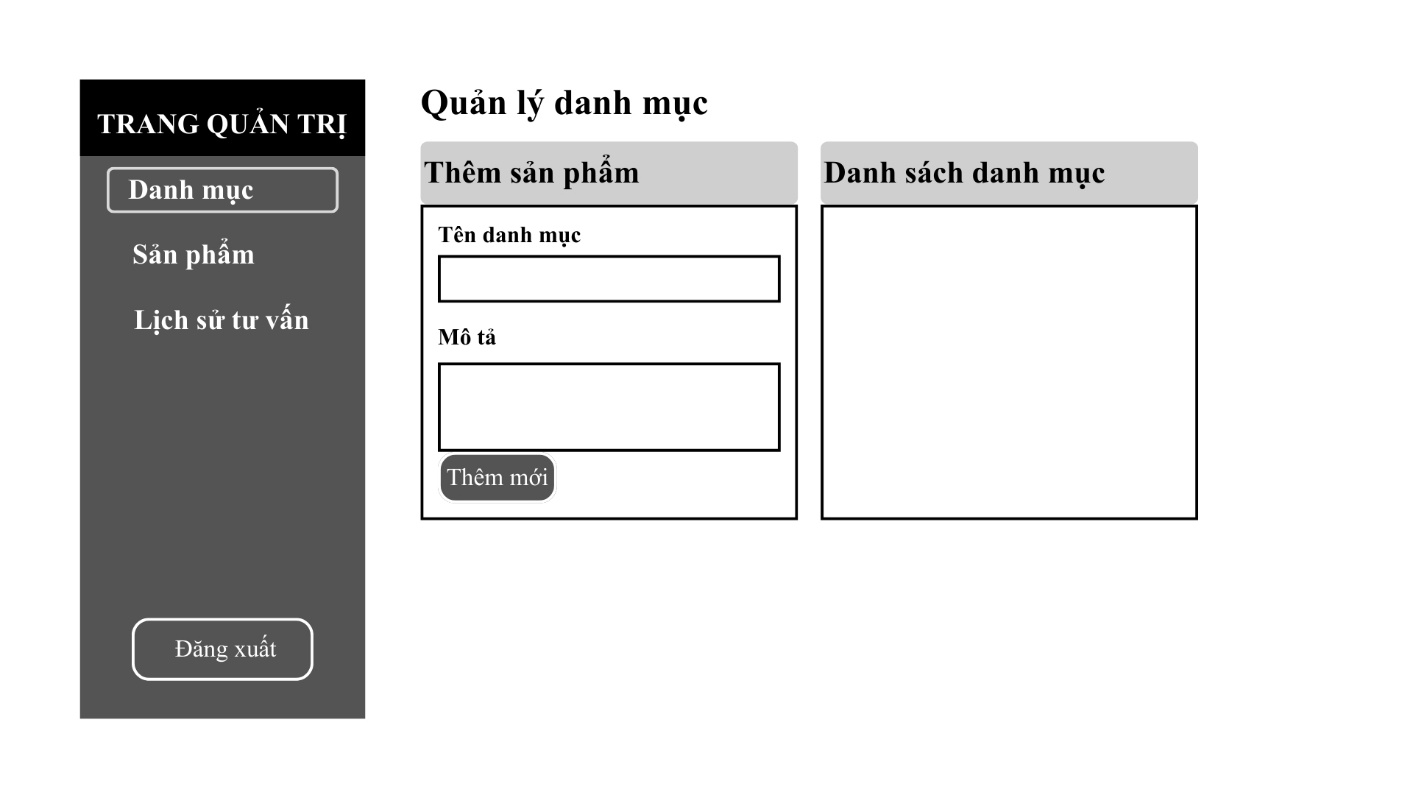 TRANG QUẢN TRỊ
Danh mục
Sản phẩm
Lịch sử tư vấn
Đăng xuất
Quản lý danh mục
Thêm sản phẩm
Tên danh mục
Mô tả
Thêm mới
Danh sách danh mục